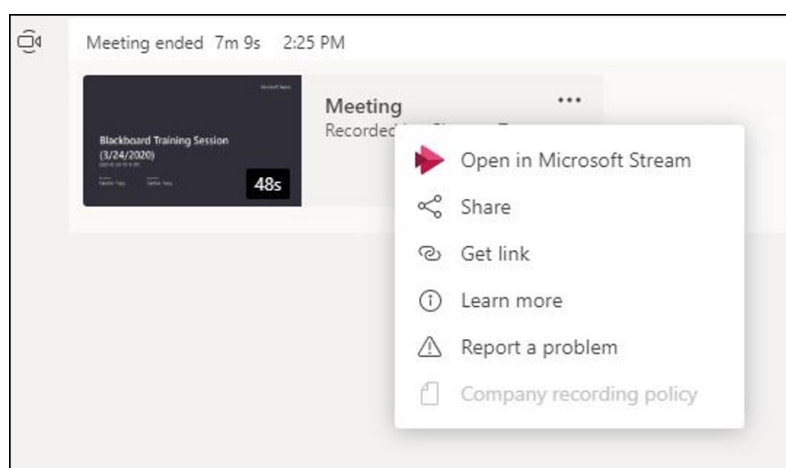 Meeting ended 7m 9s 2:25 PM
Blackboard Training Session
(3/24/2020)
48s
Meeting
Recorded
Open in Microsoft Stream
Share
Get link
Learn more
Report a problem
Company recording policy